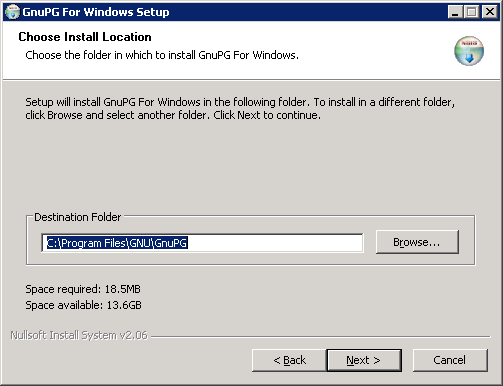 GnuPG For Windows Setup
Choose Install Location
Choose the folder in which to install GnuPG For Windows.
Setup will install GnuPG For Windows in the following folder. To install in a different folder,
click Browse and select another folder. Click Next to continue.
Destination Folder
C:\Program Files\GNU\GnuPG
Browse...
Space required: 18.5MB
Space available: 13.6GB
Nullsoft Install System v2.06
< Back
Next >
Cancel